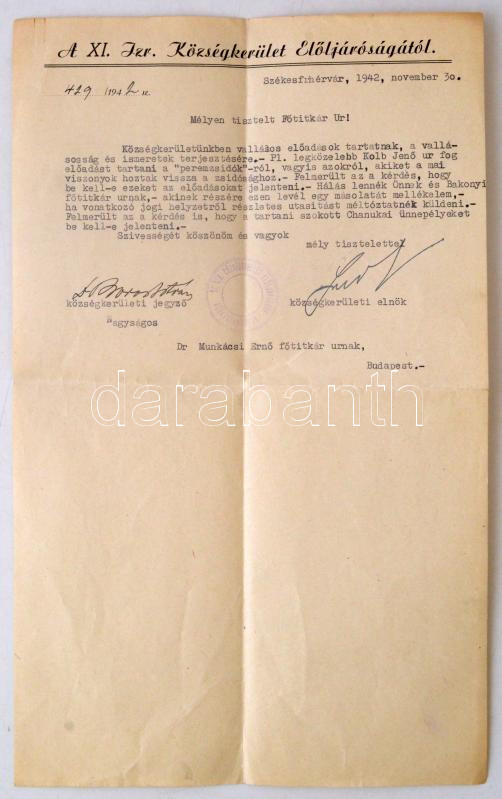 A XI. Izr. Községkerület Előljáróságától.
Székesfehérvár, 1942, november 30.
429 /1942 sz.
Mélyen tisztelt Főtitkár Ur!
Községkerületünkben vallásos előadások tartatnak, a vallá-
sosság és ismeretek terjesztésére.- Pl. legközelebb Kolb Jenő ur fog
előadást tartani a "peremzsidók"-ról, vagyis azokról, akiket a mai
viszonyok hoztak vissza a zsidósághoz.- Felmerült az a kérdés, hogy
be kell-e ezeket az előadásokat jelenteni.- Hálás lennék Önnek és Bakonyi
főtitkár urnak,- akinek részére ezen levél egy másolatát mellékelem,-
ha vonatkozó jogi helyzetről részletes utasitást méltóztatnék küldeni.-
Felmerült az a kérdés is, hogy a tartani szokott Chanukai ünnepélyeket
be kell-e jelenteni.-
Szivességét köszönöm és vagyok
mély tisztelettel
községkerületi jegyző
községkerületi elnök
Nagyságos
Dr Munkácsi Ernő főtitkár urnak,
Budapest.-
darabanth